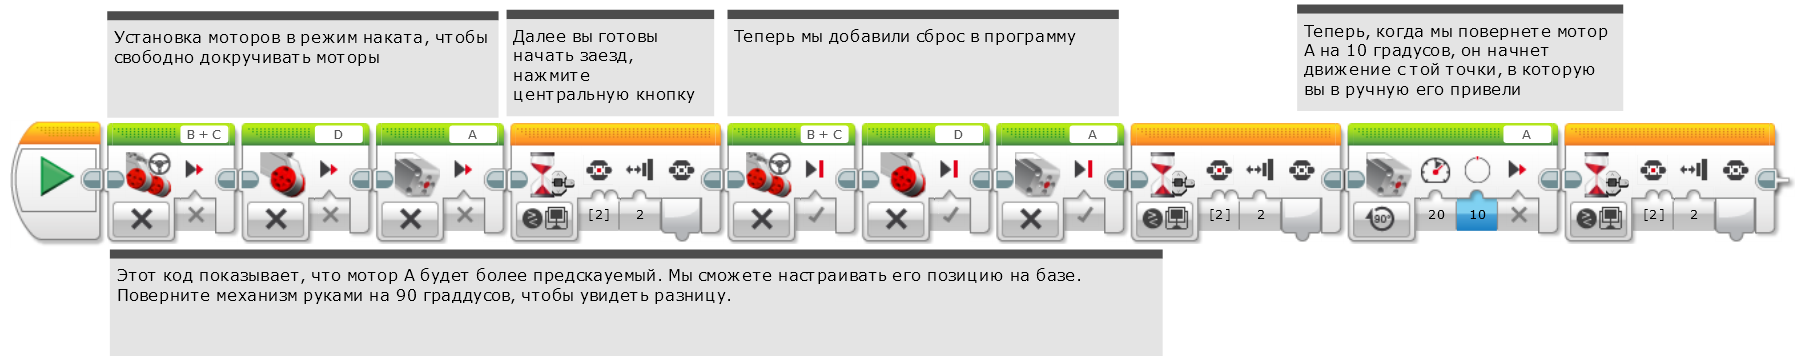 Установка моторов в режим наката, чтобы
свободно докручивать моторы
Далее вы готовы
начать заезд,
нажмите
центральную кнопку
Теперь мы добавили сброс в программу
Теперь, когда мы повернете мотор
А на 10 градусов, он начнет
движение с той точки, в которую
вы в ручную его привели
B + C
D
A
B + C
D
A
A
[2] 2
[2] 2
90°
20 10
[2] 2
Этот код показывает, что мотор А будет более предскауемый. Мы сможете настраивать его позицию на базе.
Поверните механизм руками на 90 граддусов, чтобы увидеть разницу.